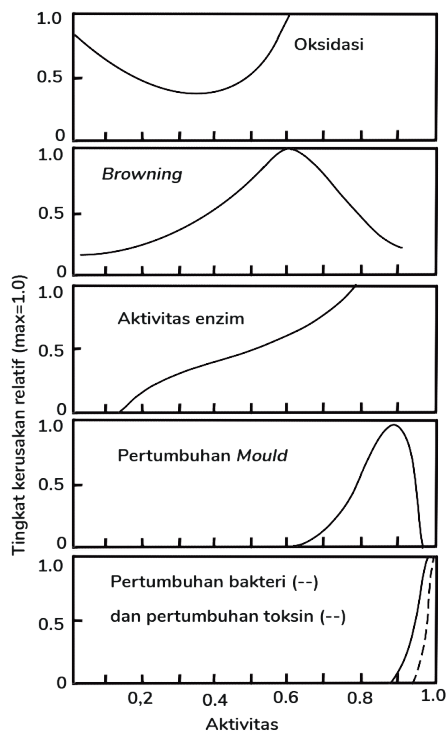 1.0
Oksidasi
0.5
0
1.0
Browning
0.5
0
1.0
Aktivitas enzim
0.5
0
1.0
Pertumbuhan Mould
0.5
0
1.0
Pertumbuhan bakteri (--)
dan pertumbuhan toksin (--)
0.5
0
0,2 0.4 0.6 0.8 1.0
Aktivitas
Tingkat kerusakan relatif (max=1.0)